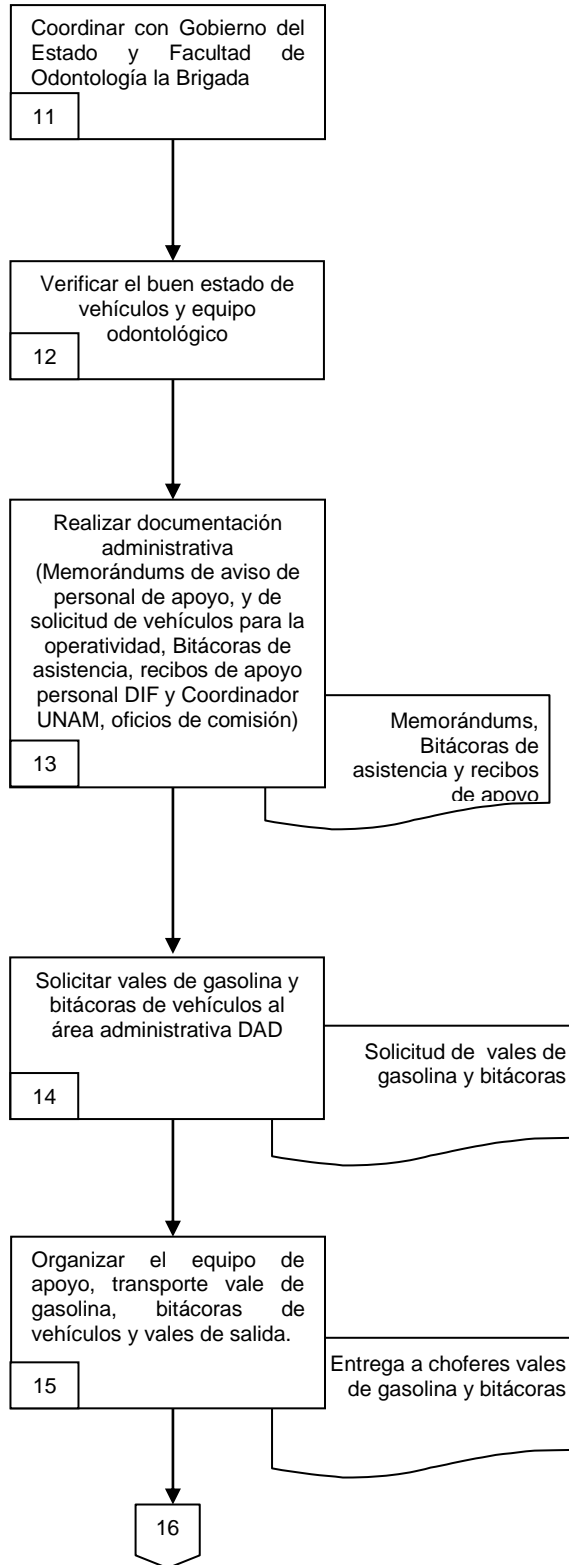 Coordinar con Gobierno del
Estado y Facultad de
Odontología la Brigada
11
Verificar el buen estado de
vehículos y equipo
odontológico
12
Realizar documentación
administrativa
(Memorándums de aviso de
personal de apoyo, y de
solicitud de vehículos para la
operatividad, Bitácoras de
asistencia, recibos de apoyo
personal DIF y Coordinador
UNAM, oficios de comisión)
13
Memorándums,
Bitácoras de
asistencia y recibos
de apoyo
Solicitar vales de gasolina y
bitácoras de vehículos al
área administrativa DAD
14
Solicitud de vales de
gasolina y bitácoras
Organizar el equipo de
apoyo, transporte vale de
gasolina, bitácoras de
vehículos y vales de salida.
15
Entrega a choferes vales
de gasolina y bitácoras
16